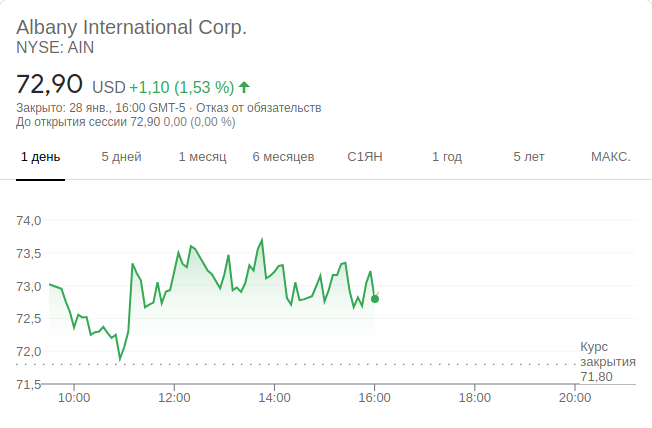 Albany International Corp.
NYSE: AIN
72,90 USD +1,10 (1,53 %)
Закрыто: 28 янв., 16:00 GMT-5 · Отказ от обязательств
До открытия сессии 72,90 0,00 (0,00 %)
1 день 5 дней 1 месяц 6 месяцев С1ЯН 1 год 5 лет МАКС.
74,0
73,5
73,0
72,5
72,0
Курс
закрытия
71,80
71,5
10:00 12:00 14:00 16:00 18:00 20:00